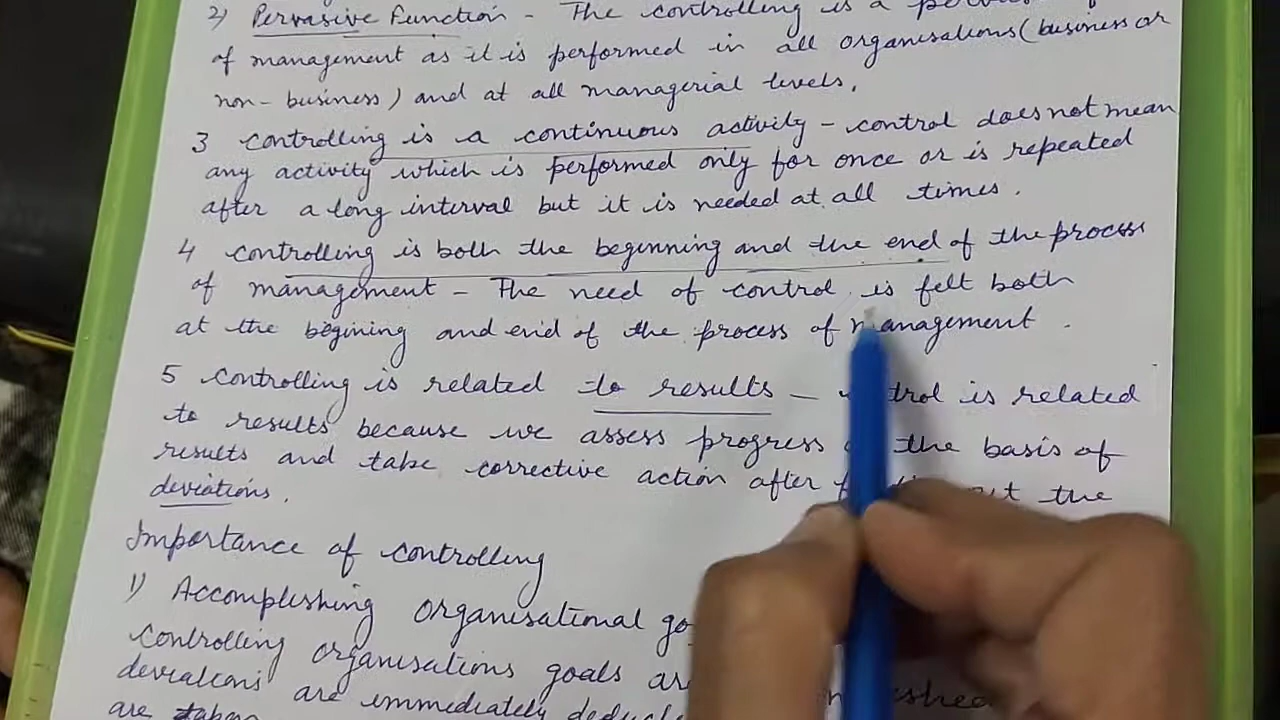 2) Pervasive Function - The controlling is a
of management as it is performed in all organisations (business or
non-business) and at all managerial levels.
3 controlling is a continuous activity - control does not mean
any activity which is performed only for once or is repeated
after a long interval but it is needed at all times.
4 controlling is both the beginning and the end of the process
of management - The need of control is felt both
at the begining and end of the process of management.
5 controlling is related to results - is related
to results because we assess progress the basis of
results and take corrective action after the
deviations.
Importance of controlling
1) Accomplishing organisational
Controlling organisations goals
deviations are immediately
are taken